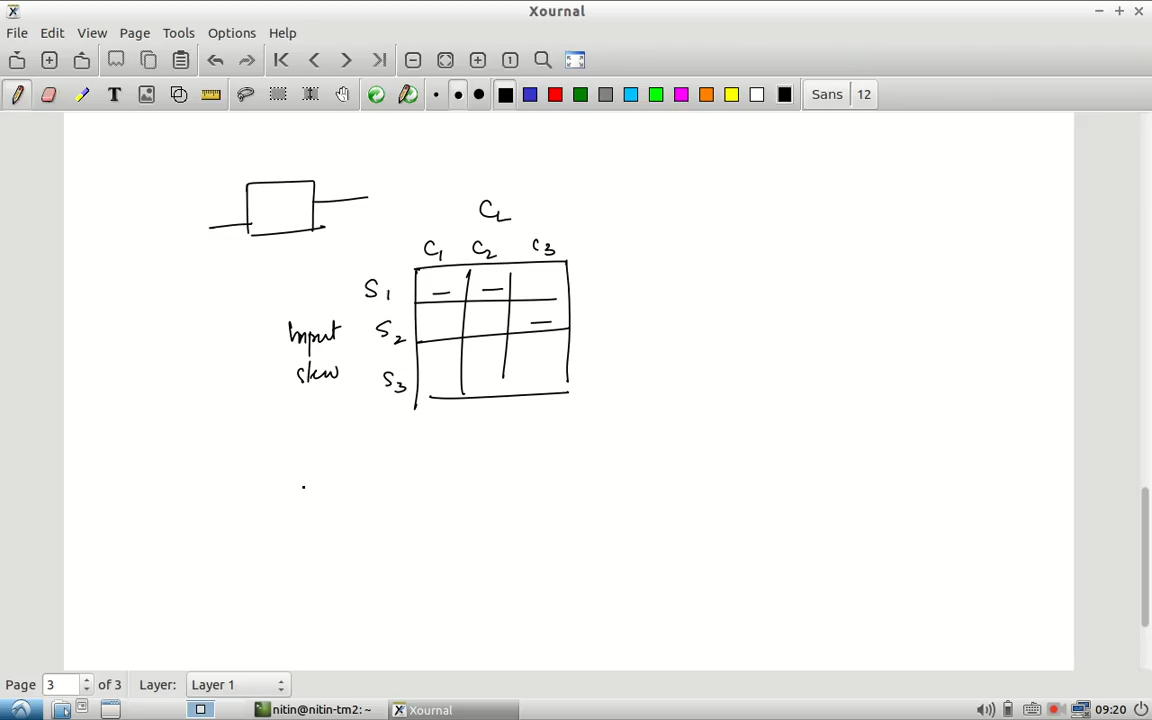 Xournal
File Edit View Page Tools Options Help
Sans 12
CL
C1 C2 C3
S1
Input S2
skew S3
Page 3 of 3 Layer: Layer 1
nitin@nitin-tm2: ~ Xournal 09:20